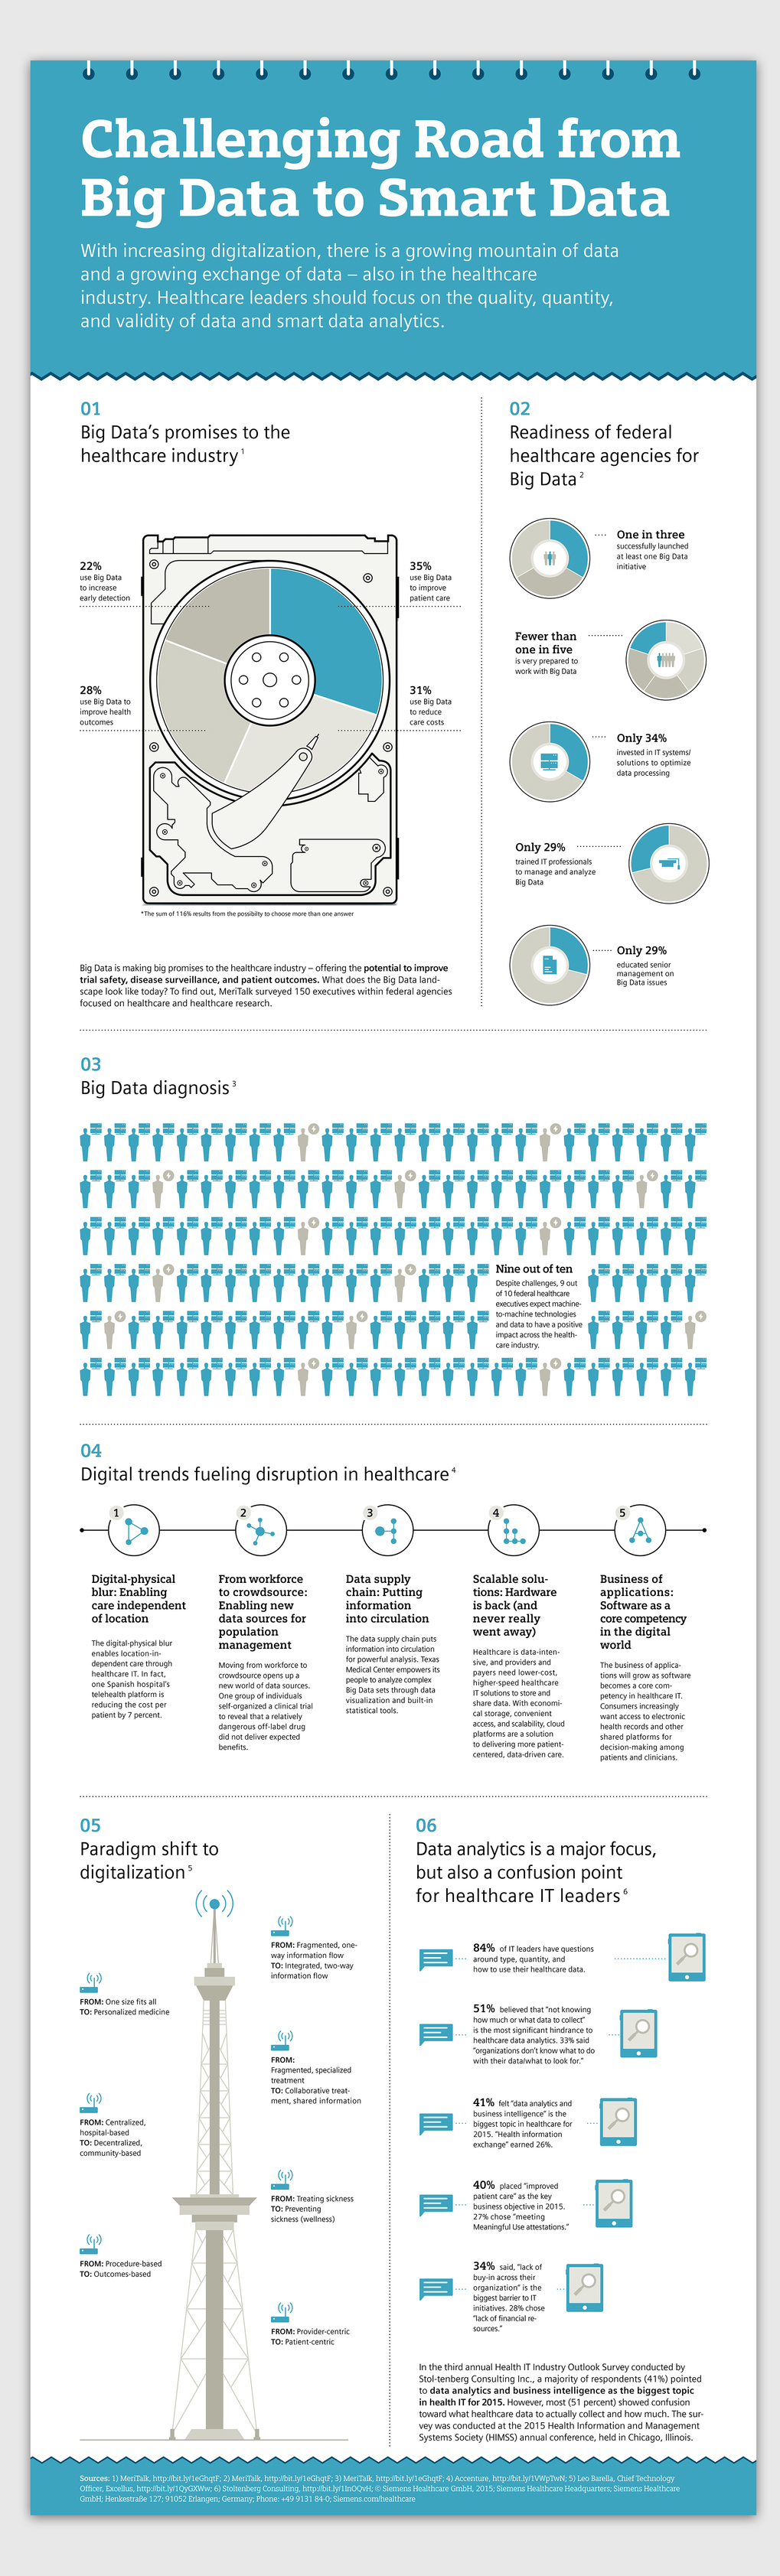 Challenging Road from
Big Data to Smart Data
With increasing digitalization, there is a growing mountain of data
and a growing exchange of data – also in the healthcare
industry. Healthcare leaders should focus on the quality, quantity,
and validity of data and smart data analytics.
01
Big Data's promises to the
healthcare industry 1
22%
use Big Data
to increase
early detection
35%
use Big Data
to improve
patient care
28%
use Big Data to
improve health
outcomes
31%
use Big Data
to reduce
care costs
*The sum of 116% results from the possibilty to choose more than one answer
Big Data is making big promises to the healthcare industry – offering the potential to improve
trial safety, disease surveillance, and patient outcomes. What does the Big Data land-
scape look like today? To find out, MeriTalk surveyed 150 executives within federal agencies
focused on healthcare and healthcare research.
02
Readiness of federal
healthcare agencies for
Big Data 2
One in three
successfully launched
at least one Big Data
initiative
Fewer than
one in five
is very prepared to
work with Big Data
Only 34%
invested in IT systems/
solutions to optimize
data processing
Only 29%
trained IT professionals
to manage and analyze
Big Data
Only 29%
educated senior
management on
Big Data issues
03
Big Data diagnosis 3
Nine out of ten
Despite challenges, 9 out
of 10 federal healthcare
executives expect machine-
to-machine technologies
and data to have a positive
impact across the health-
care industry.
04
Digital trends fueling disruption in healthcare 4
1
Digital-physical
blur: Enabling
care independent
of location
The digital-physical blur
enables location-in-
dependent care through
healthcare IT. In fact,
one Spanish hospital's
telehealth platform is
reducing the cost per
patient by 7 percent.
2
From workforce
to crowdsource:
Enabling new
data sources for
population
management
Moving from workforce to
crowdsource opens up a
new world of data sources.
One group of individuals
self-organized a clinical trial
to reveal that a relatively
dangerous off-label drug
did not deliver expected
benefits.
3
Data supply
chain: Putting
information
into circulation
The data supply chain puts
information into circulation
for powerful analysis. Texas
Medical Center empowers its
people to analyze complex
Big Data sets through data
visualization and built-in
statistical tools.
4
Scalable solu-
tions: Hardware
is back (and
never really
went away)
Healthcare is data-inten-
sive, and providers and
payers need lower-cost,
higher-speed healthcare
IT solutions to store and
share data. With economi-
cal storage, convenient
access, and scalability, cloud
platforms are a solution
to delivering more patient-
centered, data-driven care.
5
Business of
applications:
Software as a
core competency
in the digital
world
The business of applica-
tions will grow as software
becomes a core com-
petency in healthcare IT.
Consumers increasingly
want access to electronic
health records and other
shared platforms for
decision-making among
patients and clinicians.
05
Paradigm shift to
digitalization 5
FROM: Fragmented, one-
way information flow
TO: Integrated, two-way
information flow
FROM: One size fits all
TO: Personalized medicine
FROM:
Fragmented, specialized
treatment
TO: Collaborative treat-
ment, shared information
FROM: Centralized,
hospital-based
TO: Decentralized,
community-based
FROM: Treating sickness
TO: Preventing
sickness (wellness)
FROM: Procedure-based
TO: Outcomes-based
FROM: Provider-centric
TO: Patient-centric
06
Data analytics is a major focus,
but also a confusion point
for healthcare IT leaders 6
84% of IT leaders have questions
around type, quantity, and
how to use their healthcare data.
51% believed that "not knowing
how much or what data to collect"
is the most significant hindrance to
healthcare data analytics. 33% said
"organizations don't know what to do
with their data/what to look for."
41% felt "data analytics and
business intelligence" is the
biggest topic in healthcare for
2015. "Health information
exchange" earned 26%.
40% placed "improved
patient care" as the key
business objective in 2015.
27% chose "meeting
Meaningful Use attestations."
34% said, "lack of
buy-in across their
organization" is the
biggest barrier to IT
initiatives. 28% chose
"lack of financial re-
sources."
In the third annual Health IT Industry Outlook Survey conducted by
Stol-tenberg Consulting Inc., a majority of respondents (41%) pointed
to data analytics and business intelligence as the biggest topic
in health IT for 2015. However, most (51 percent) showed confusion
toward what healthcare data to actually collect and how much. The sur-
vey was conducted at the 2015 Health Information and Management
Systems Society (HIMSS) annual conference, held in Chicago, Illinois.
Sources: 1) MeriTalk, http://bit.ly/1eGhqtF; 2) MeriTalk, http://bit.ly/1eGhqtF; 3) MeriTalk, http://bit.ly/1eGhqtF; 4) Accenture, http://bit.ly/1VWpTwN; 5) Leo Barella, Chief Technology
Officer, Excellus, http://bit.ly/1QyGXWw; 6) Stoltenberg Consulting, http://bit.ly/1InOQvH; © Siemens Healthcare GmbH, 2015; Siemens Healthcare Headquarters; Siemens Healthcare
GmbH; Henkestraße 127; 91052 Erlangen; Germany; Phone: +49 9131 84-0; Siemens.com/healthcare